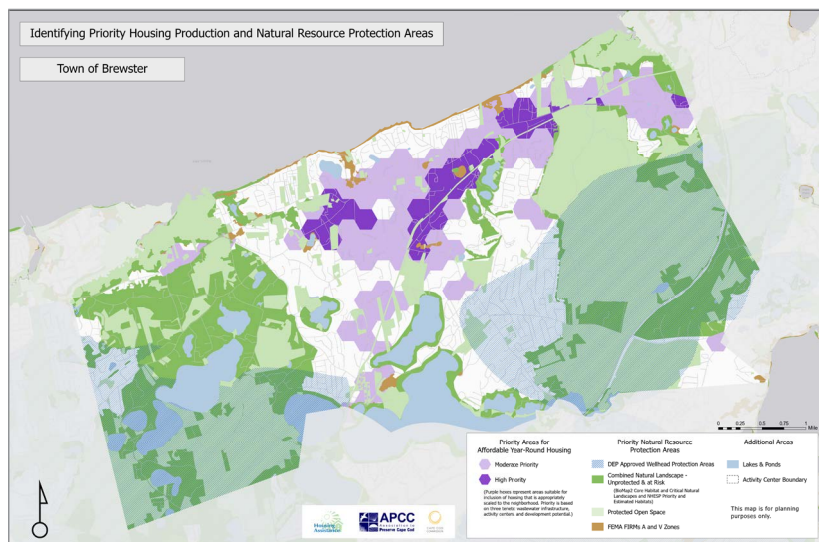 Identifying Priority Housing Production and Natural Resource Protection Areas
Town of Brewster
0 0.25 0.5 0.75 1
Mile
Priority Areas for
Affordable Year-Round Housing
Moderate Priority
High Priority
(Purple hexes represent areas suitable for
inclusion of housing that is appropriately
scaled to the neighborhood. Priority is based
on three tenets: wastewater infrastructure,
activity centers and development potential.)
Priority Natural Resource
Protection Areas
DEP Approved Wellhead Protection Areas
Combined Natural Landscape -
Unprotected & at Risk
(BioMap2 Core Habitat and Critical Natural
Landscapes and NHESP Priority and
Estimated Habitats)
Protected Open Space
FEMA FIRMs A and V Zones
Additional Areas
Lakes & Ponds
Activity Center Boundary
This map is for planning
purposes only.
Housing
Assistance
APCC
Association to
Preserve Cape Cod
CAPE COD
COMMISSION